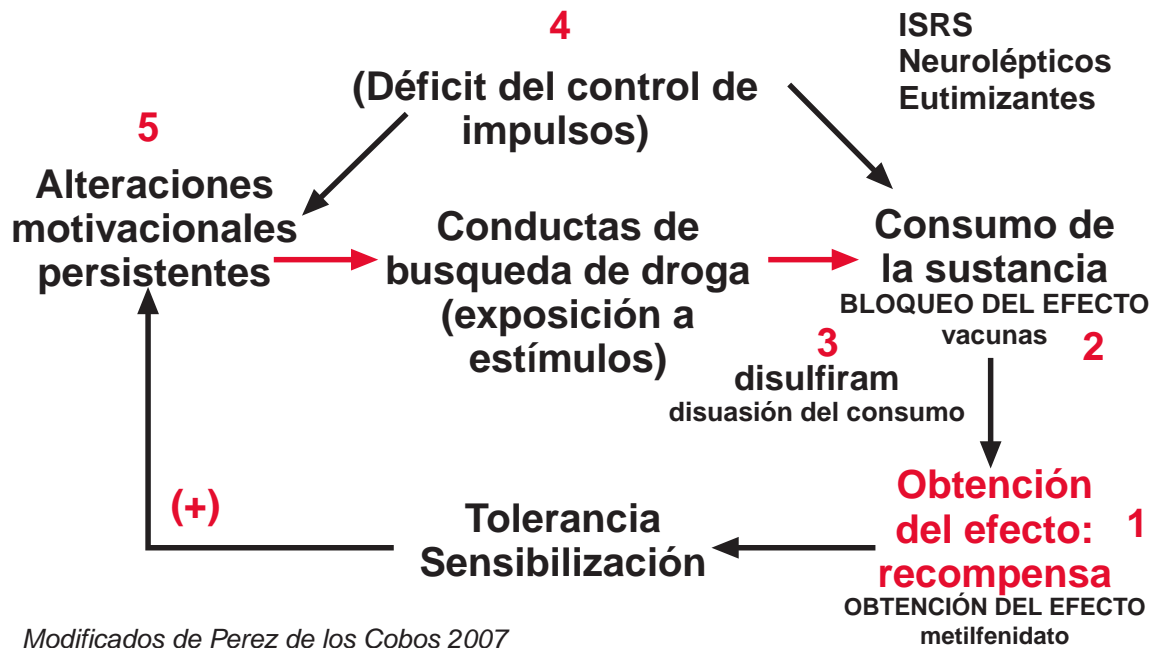 4
ISRS
Neurolépticos
Eutimizantes
(Déficit del control de
impulsos)
5
Alteraciones
motivacionales
persistentes
Conductas de
busqueda de droga
(exposición a
estímulos)
Consumo de
la sustancia
BLOQUEO DEL EFECTO
vacunas
2
3
disulfiram
disuasión del consumo
Obtención
del efecto:
recompensa
1
OBTENCIÓN DEL EFECTO
metilfenidato
Tolerancia
Sensibilización
(+)
Modificados de Perez de los Cobos 2007